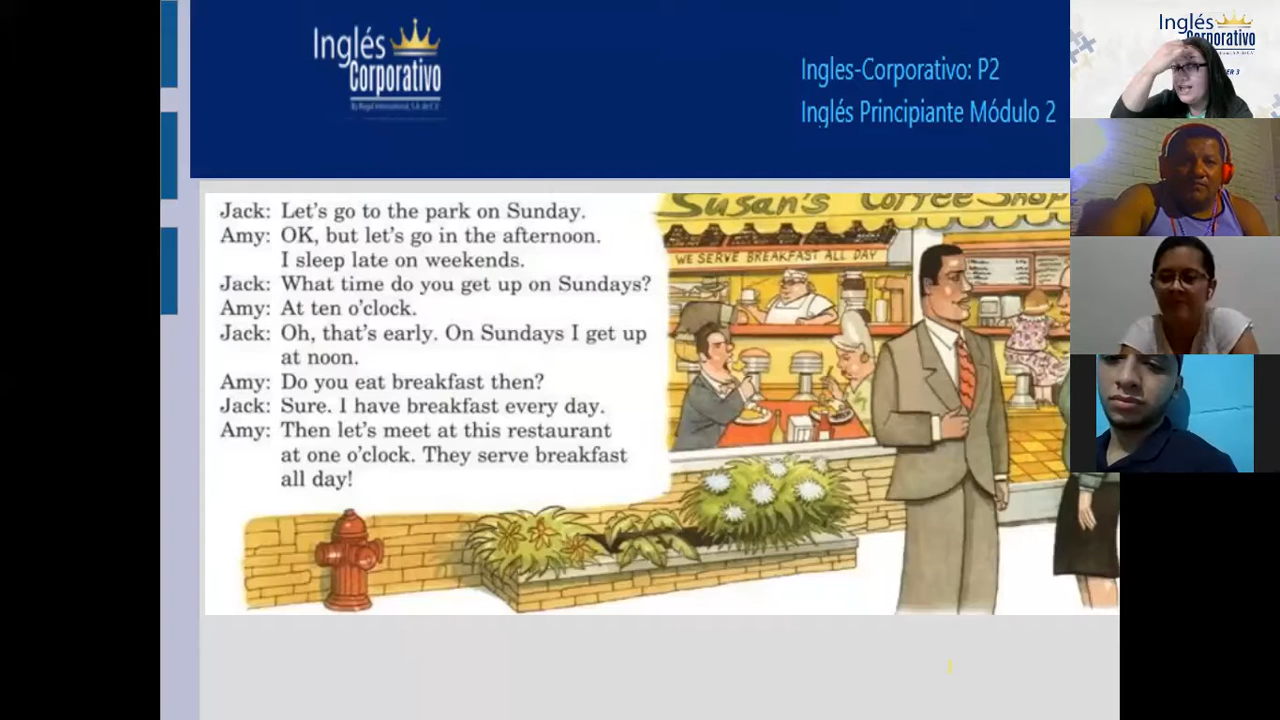 Inglés
Corporativo
By Regal International, S.A. de C.V.
Ingles-Corporativo: P2
Inglés Principiante Módulo 2
Inglés
Corporativo
Jack: Let's go to the park on Sunday.
Amy: OK, but let's go in the afternoon.
I sleep late on weekends.
Jack: What time do you get up on Sundays?
Amy: At ten o'clock.
Jack: Oh, that's early. On Sundays I get up
at noon.
Amy: Do you eat breakfast then?
Jack: Sure. I have breakfast every day.
Amy: Then let's meet at this restaurant
at one o'clock. They serve breakfast
all day!
Susan's Coffee Shop
WE SERVE BREAKFAST ALL DAY